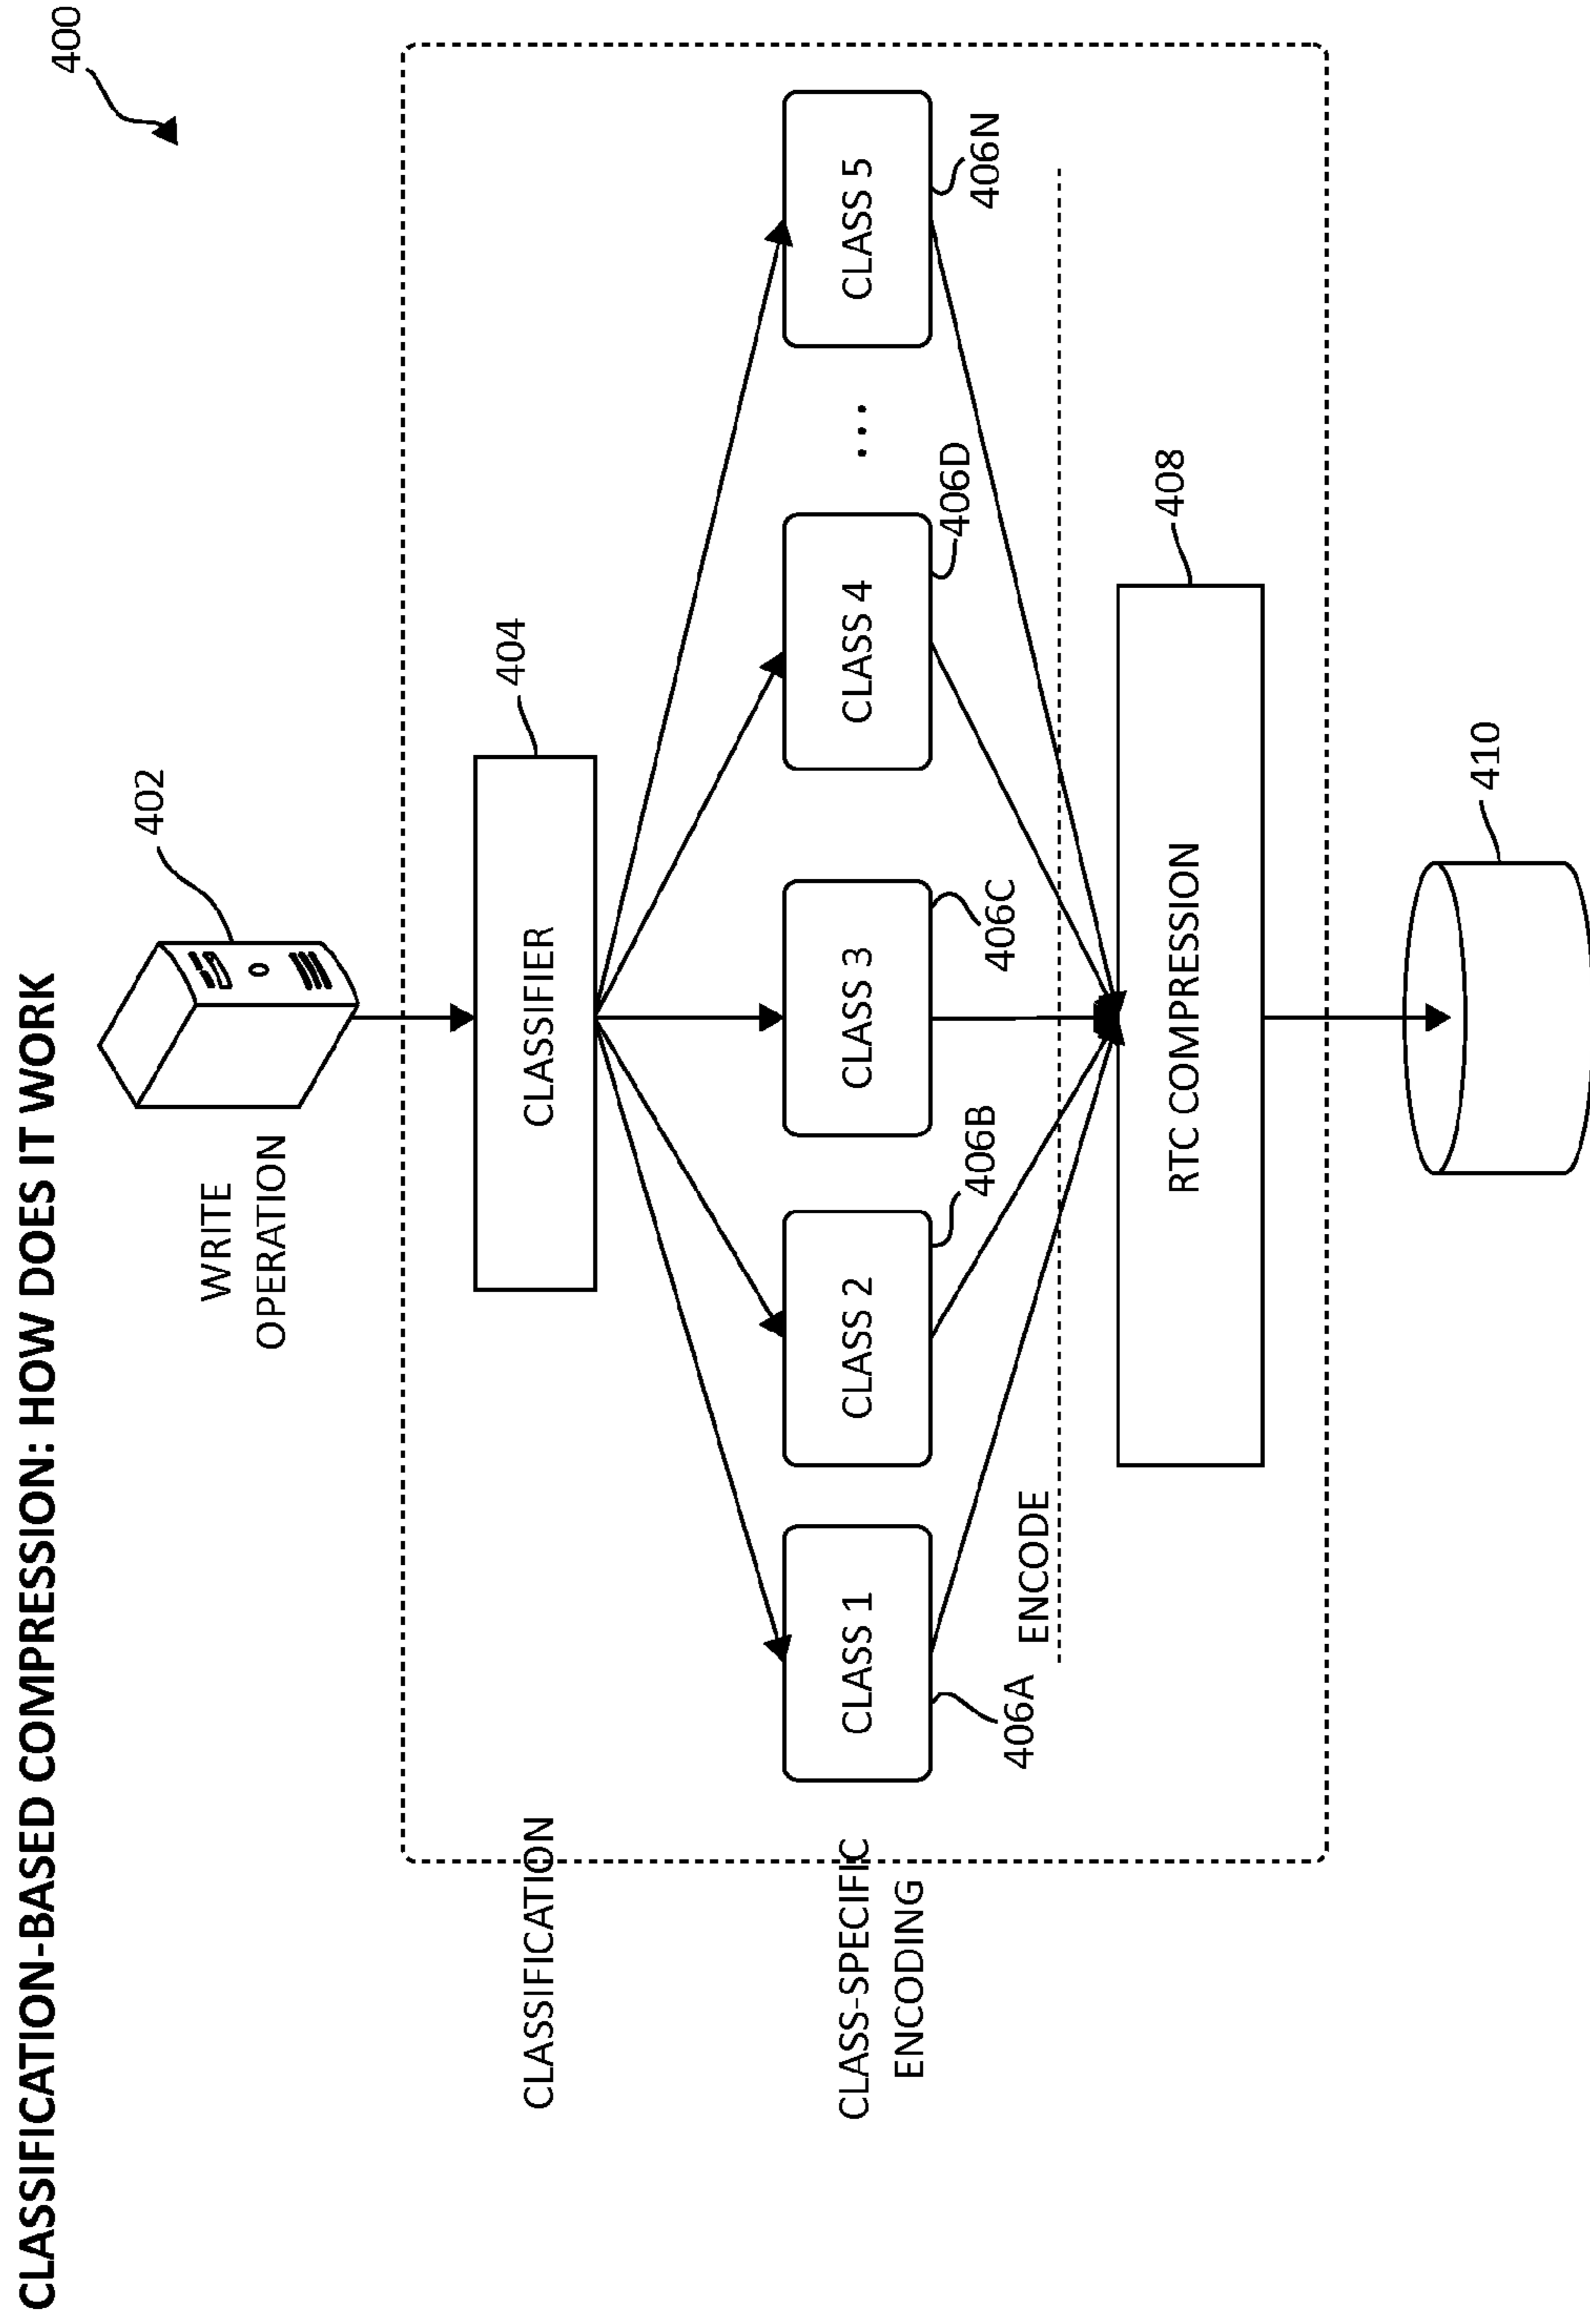 CLASSIFICATION-BASED COMPRESSION: HOW DOES IT WORK
400
402
WRITE
OPERATION
404
CLASSIFICATION
CLASSIFIER
CLASS-SPECIFIC
ENCODING
CLASS 1
CLASS 2
CLASS 3
CLASS 4
...
CLASS 5
406A
406B
406C
406D
406N
ENCODE
408
RTC COMPRESSION
410